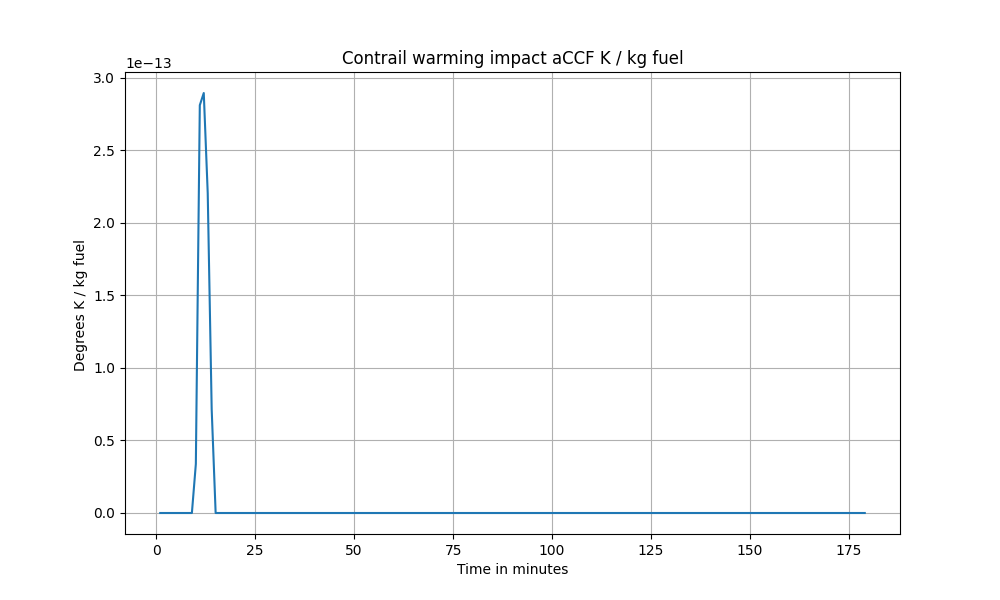 Contrail warming impact aCCF K / kg fuel
1e−13
3.0
2.5
2.0
1.5
1.0
0.5
0.0
Degrees K / kg fuel
0 25 50 75 100 125 150 175
Time in minutes